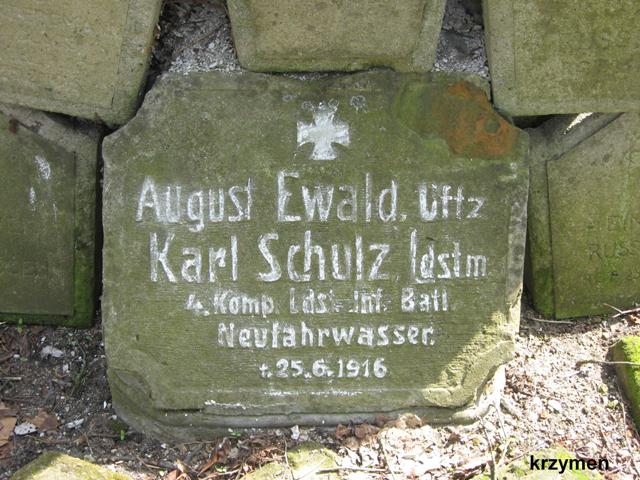 August Ewald, Uffz
Karl Schulz, Ldstm
4. Komp. Ldst. Inf. Batl.
Neufahrwasser.
†.25.6.1916
krzymen